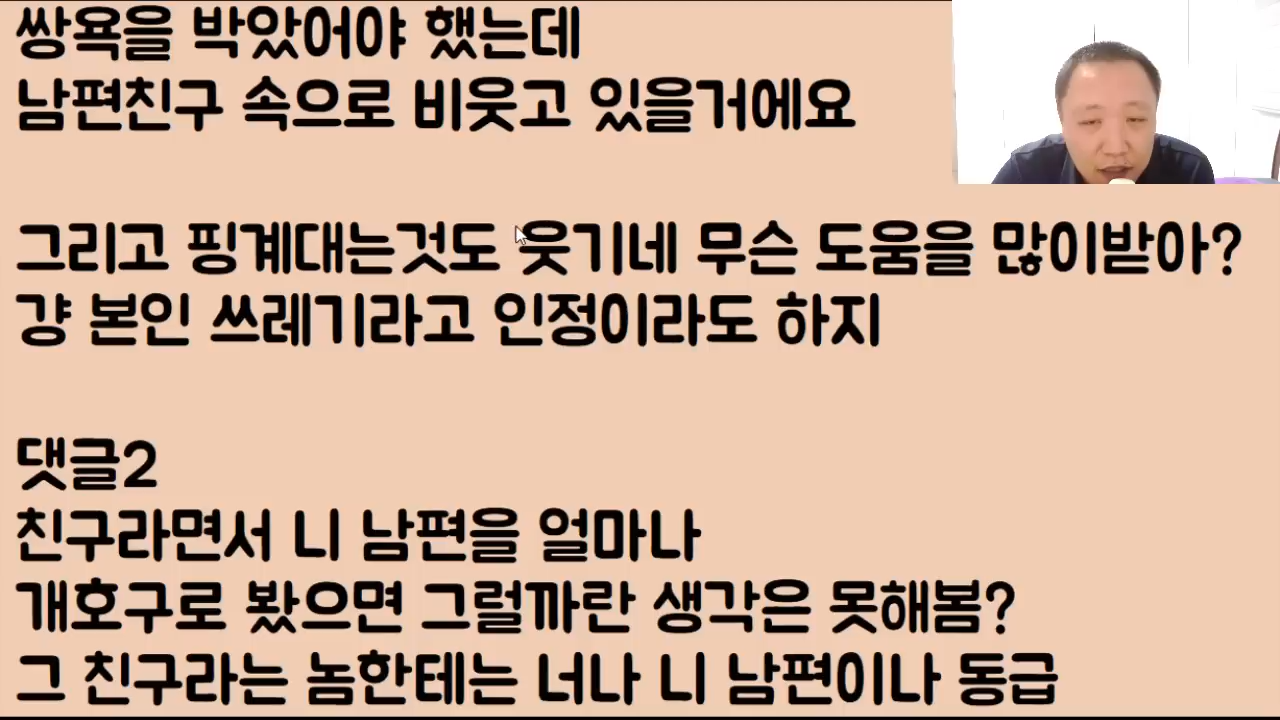 쌍욕을 박았어야 했는데
남편친구 속으로 비웃고 있을거에요
그리고 핑계대는것도 웃기네 무슨 도움을 많이받아?
걍 본인 쓰레기라고 인정이라도 하지
댓글2
친구라면서 니 남편을 얼마나
개호구로 봤으면 그럴까란 생각은 못해봄?
그 친구라는 놈한테는 너나 니 남편이나 동급